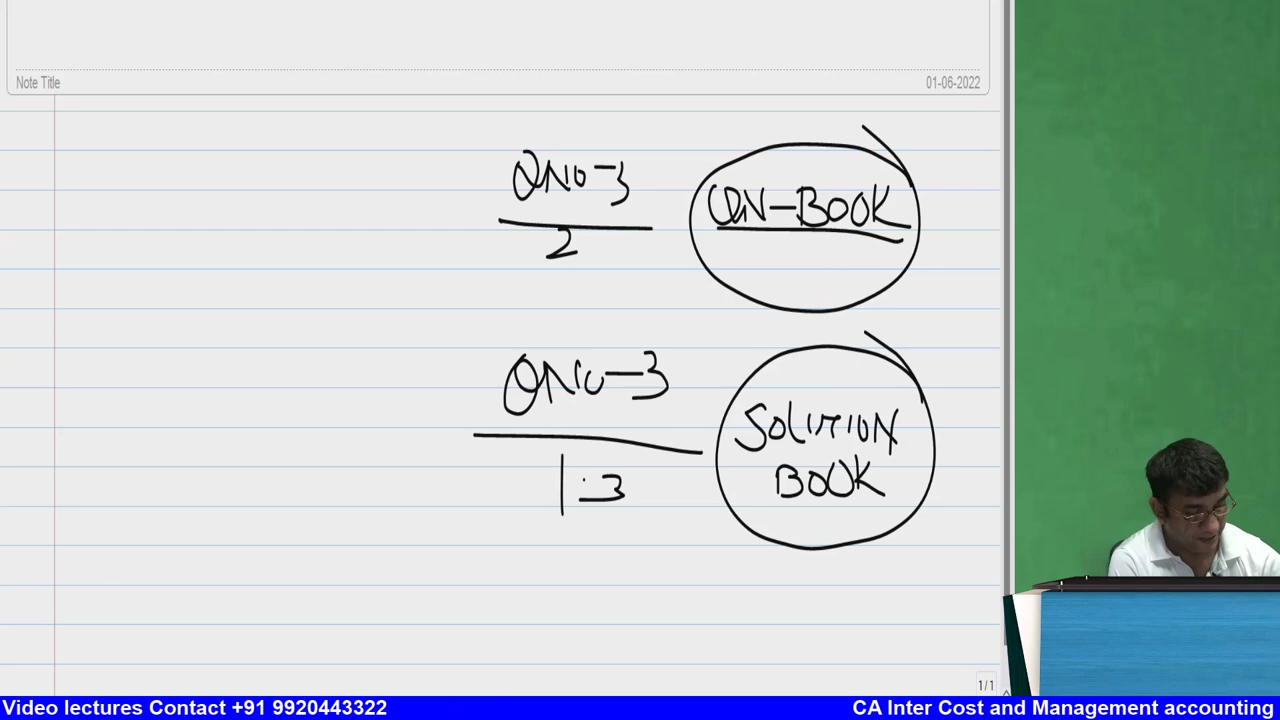 Note Title
01-06-2022
QNo-3
2
QN-BOOK
QNo-3
1.3
SOLUTION
BOOK
1/1
Video lectures Contact +91 9920443322
CA Inter Cost and Management accounting